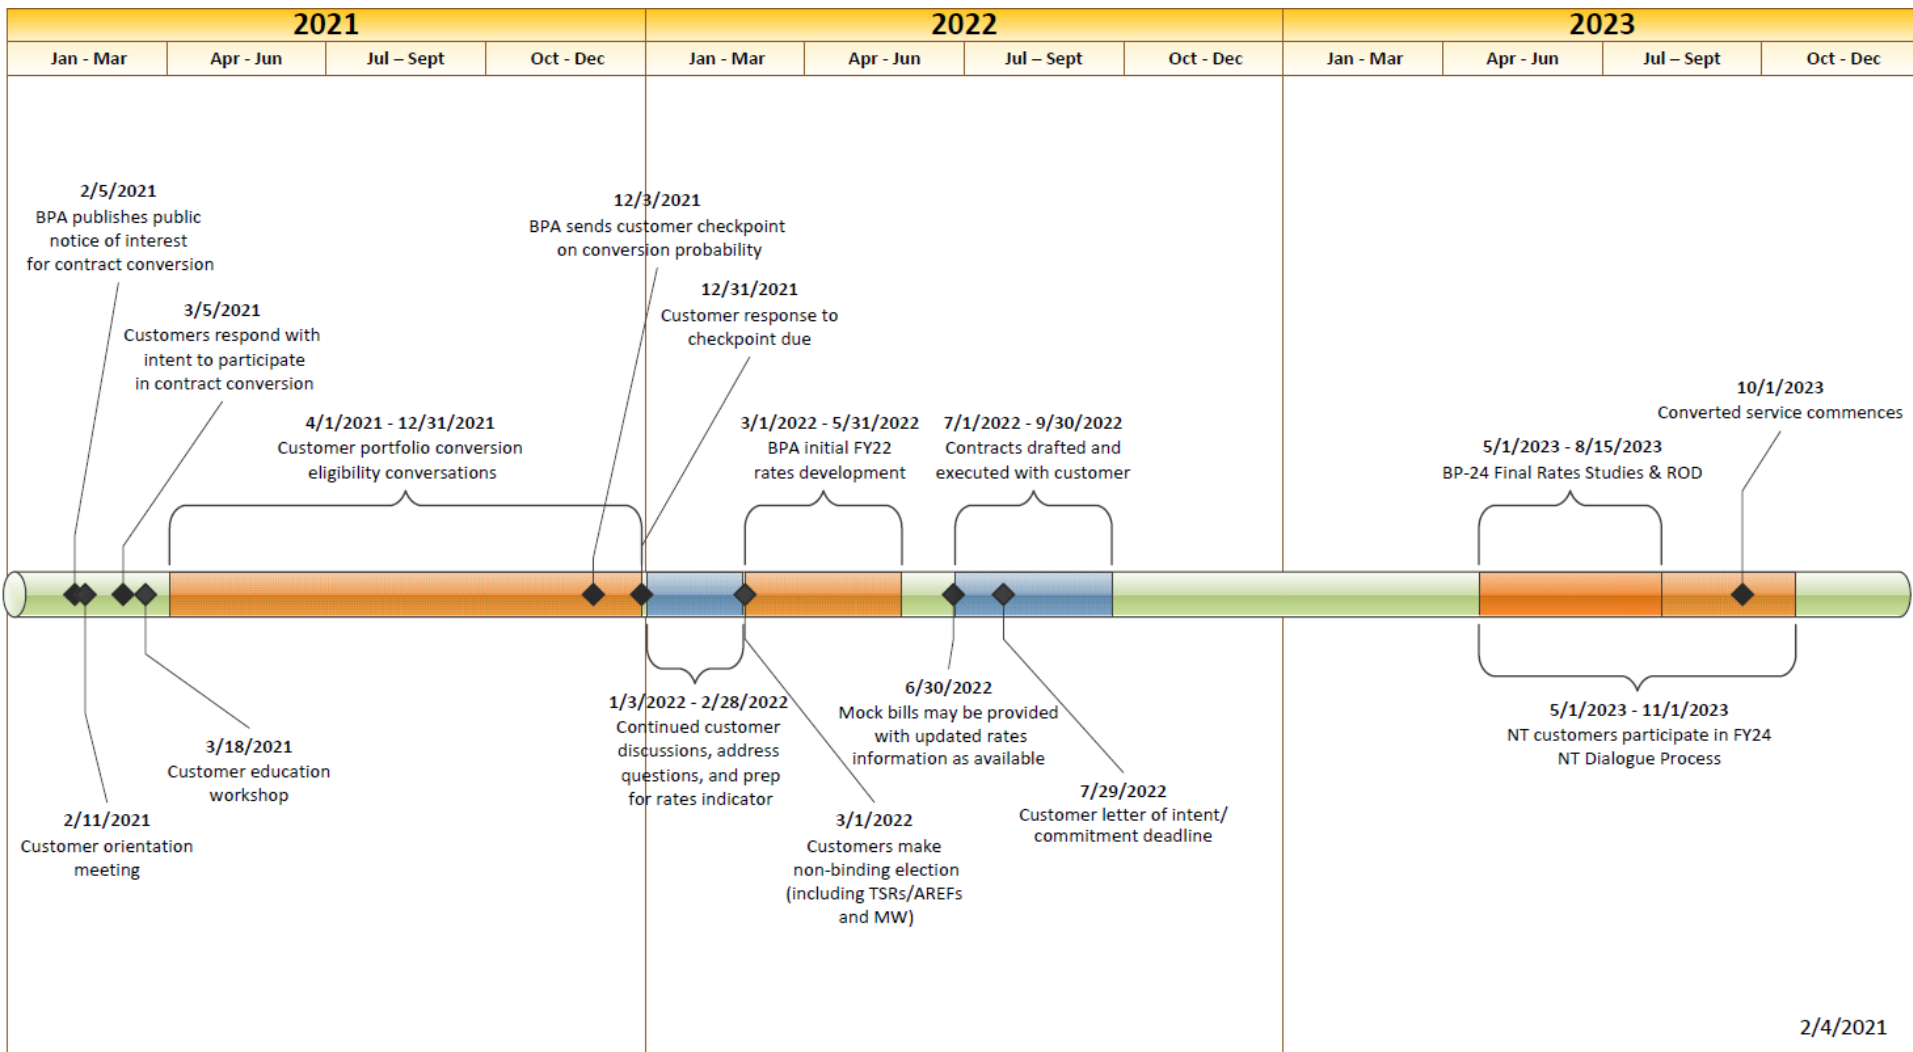 2021
2022
2023
Jan - Mar
Apr - Jun
Jul – Sept
Oct - Dec
Jan - Mar
Apr - Jun
Jul – Sept
Oct - Dec
Jan - Mar
Apr - Jun
Jul – Sept
Oct - Dec
2/5/2021
BPA publishes public
notice of interest
for contract conversion
3/5/2021
Customers respond with
intent to participate
in contract conversion
4/1/2021 - 12/31/2021
Customer portfolio conversion
eligibility conversations
12/3/2021
BPA sends customer checkpoint
on conversion probability
12/31/2021
Customer response to
checkpoint due
3/1/2022 - 5/31/2022
BPA initial FY22
rates development
7/1/2022 - 9/30/2022
Contracts drafted and
executed with customer
5/1/2023 - 8/15/2023
BP-24 Final Rates Studies & ROD
10/1/2023
Converted service commences
2/11/2021
Customer orientation
meeting
3/18/2021
Customer education
workshop
1/3/2022 - 2/28/2022
Continued customer
discussions, address
questions, and prep
for rates indicator
3/1/2022
Customers make
non-binding election
(including TSRs/AREFs
and MW)
6/30/2022
Mock bills may be provided
with updated rates
information as available
7/29/2022
Customer letter of intent/
commitment deadline
5/1/2023 - 11/1/2023
NT customers participate in FY24
NT Dialogue Process
2/4/2021